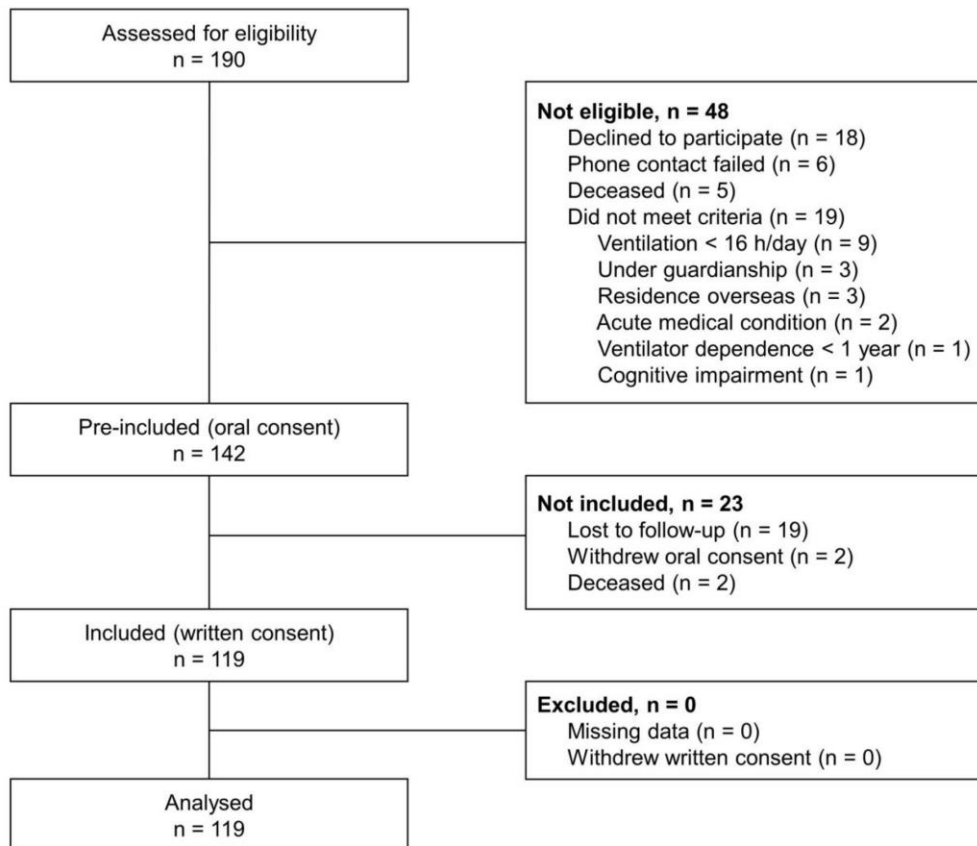 Assessed for eligibility
n = 190
Not eligible, n = 48
Declined to participate (n = 18)
Phone contact failed (n = 6)
Deceased (n = 5)
Did not meet criteria (n = 19)
Ventilation < 16 h/day (n = 9)
Under guardianship (n = 3)
Residence overseas (n = 3)
Acute medical condition (n = 2)
Ventilator dependence < 1 year (n = 1)
Cognitive impairment (n = 1)
Pre-included (oral consent)
n = 142
Not included, n = 23
Lost to follow-up (n = 19)
Withdrew oral consent (n = 2)
Deceased (n = 2)
Included (written consent)
n = 119
Excluded, n = 0
Missing data (n = 0)
Withdrew written consent (n = 0)
Analysed
n = 119